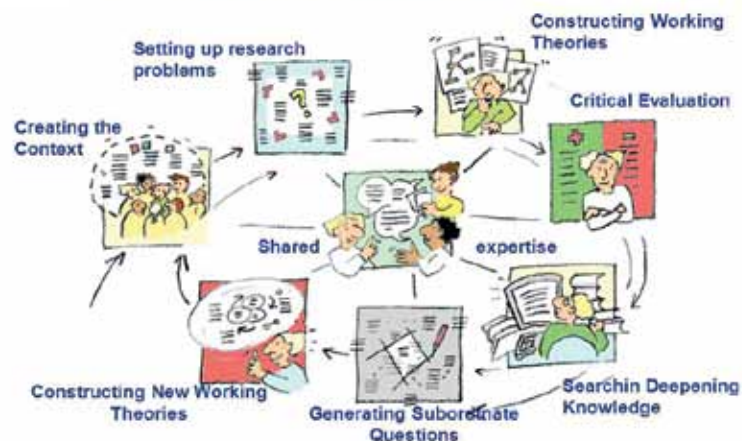 Constructing Working
Theories
Setting up research
problems
Critical Evaluation
Creating the
Context
Shared
expertise
Constructing New Working
Theories
Generating Subordinate
Questions
Searchin Deepening
Knowledge